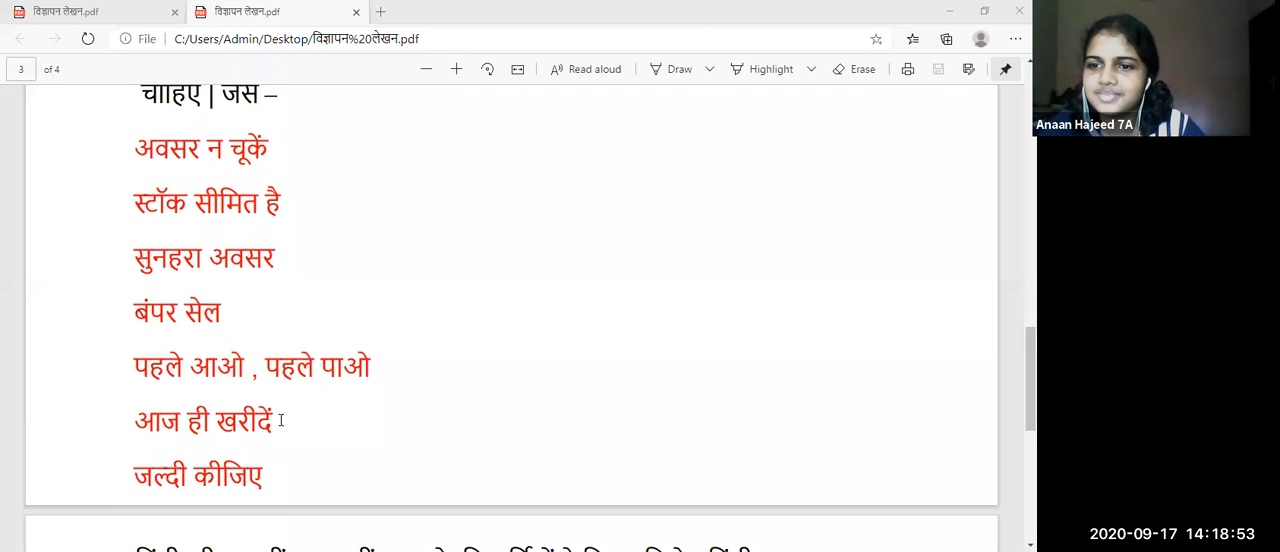 विज्ञापन लेखन.pdf
विज्ञापन लेखन.pdf
File
C:/Users/Admin/Desktop/विज्ञापन%20लेखन.pdf
3 of 4
Read aloud
Draw
Highlight
Erase
Anaan Hajeed 7A
चाहिए | जैसे –
अवसर न चूकें
स्टॉक सीमित है
सुनहरा अवसर
बंपर सेल
पहले आओ , पहले पाओ
आज ही खरीदें
जल्दी कीजिए
2020-09-17 14:18:53